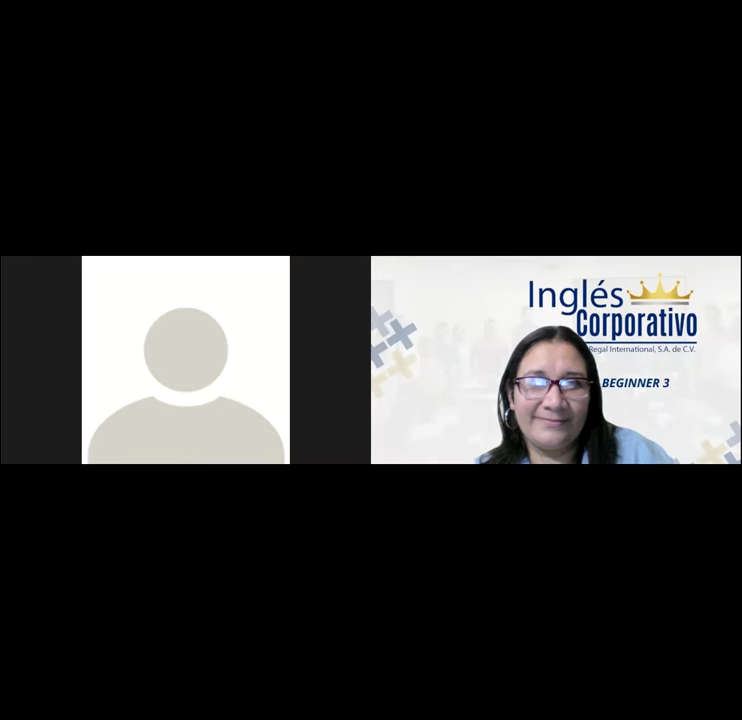 Inglés
Corporativo
Regal International, S.A. de C.V.
BEGINNER 3